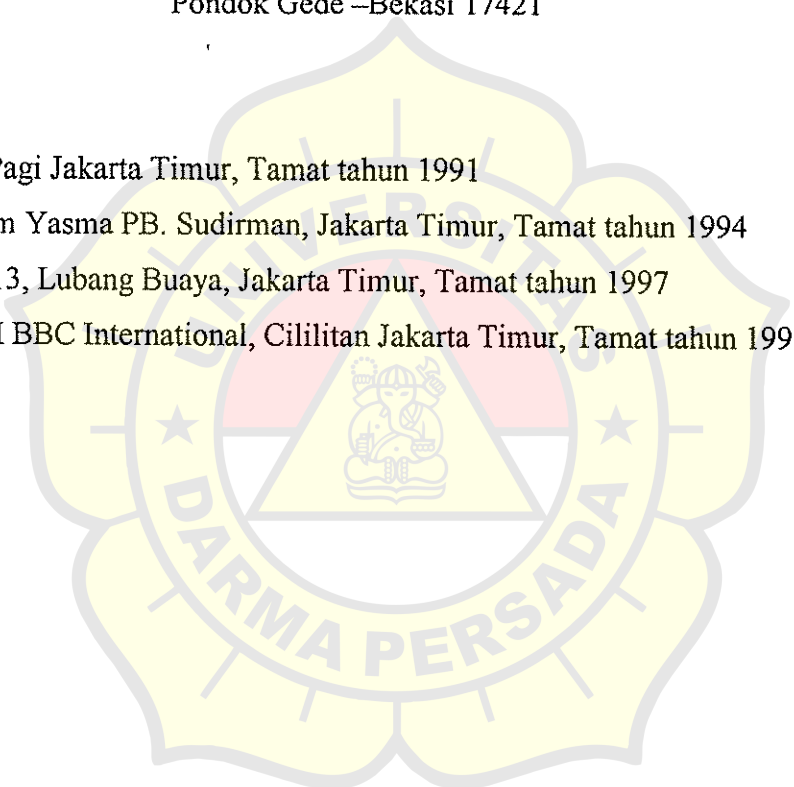 Pondok Gede –Bekasi 17421
Pagi Jakarta Timur, Tamat tahun 1991
Yasma PB. Sudirman, Jakarta Timur, Tamat tahun 1994
13, Lubang Buaya, Jakarta Timur, Tamat tahun 1997
BBC International, Cililitan Jakarta Timur, Tamat tahun 199
UNIVERSITAS
DARMA PERSADA